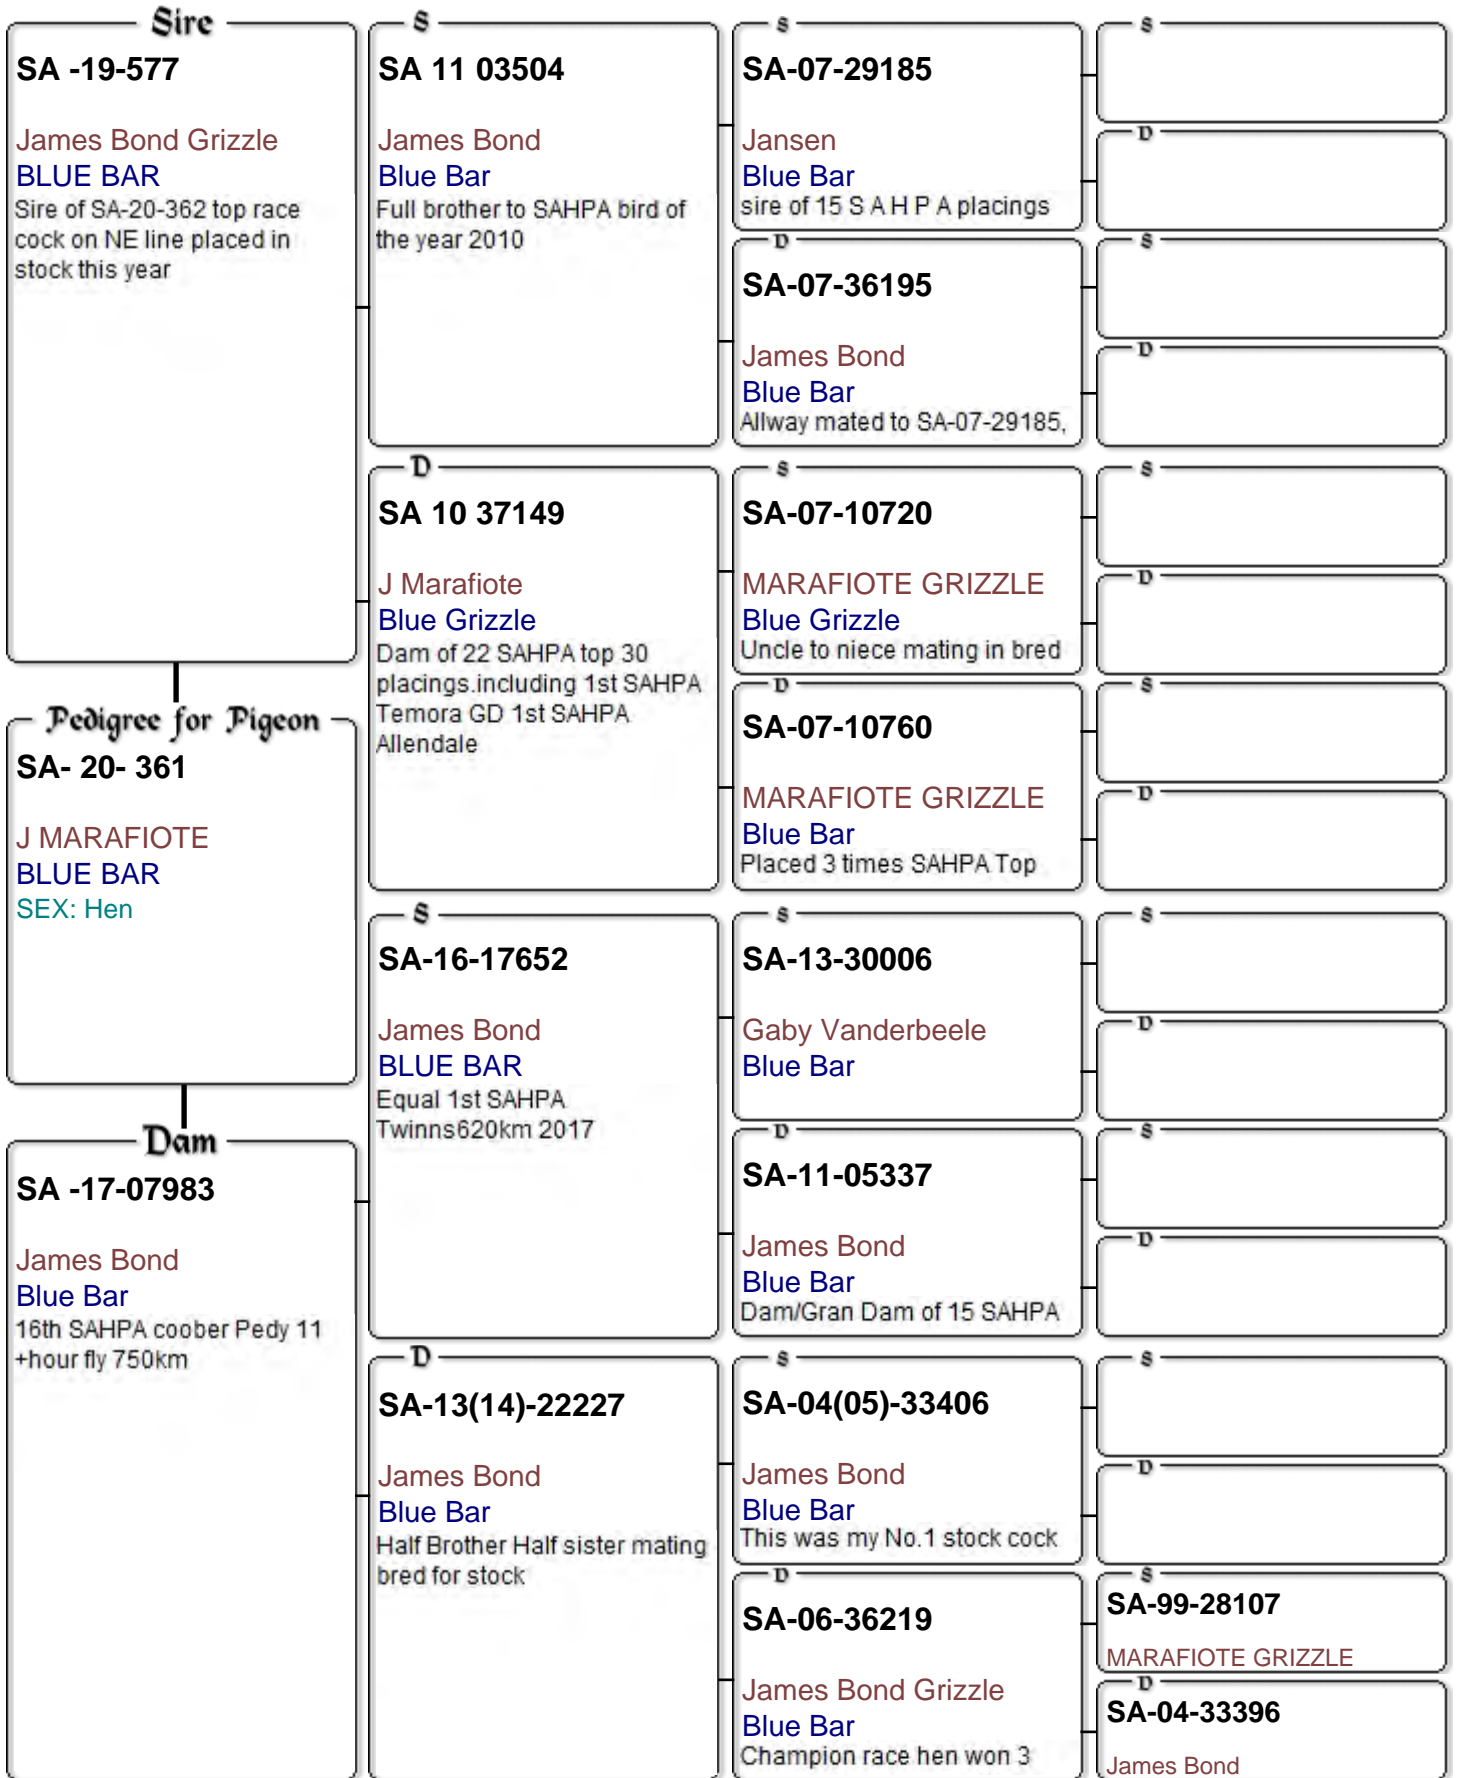 Sire
SA -19-577
James Bond Grizzle
BLUE BAR
Sire of SA-20-362 top race
cock on NE line placed in
stock this year
Pedigree for Pigeon
SA- 20- 361
J MARAFIOTE
BLUE BAR
SEX: Hen
Dam
SA -17-07983
James Bond
Blue Bar
16th SAHPA coober Pedy 11
+hour fly 750km
S
SA 11 03504
James Bond
Blue Bar
Full brother to SAHPA bird of
the year 2010
D
SA 10 37149
J Marafiote
Blue Grizzle
Dam of 22 SAHPA top 30
placings.including 1st SAHPA
Temora GD 1st SAHPA
Allendale
S
SA-16-17652
James Bond
BLUE BAR
Equal 1st SAHPA
Twinns620km 2017
D
SA-13(14)-22227
James Bond
Blue Bar
Half Brother Half sister mating
bred for stock
S
SA-07-29185
Jansen
Blue Bar
sire of 15 S A H P A placings
D
SA-07-36195
James Bond
Blue Bar
Allway mated to SA-07-29185,
S
SA-07-10720
MARAFIOTE GRIZZLE
Blue Grizzle
Uncle to niece mating in bred
D
SA-07-10760
MARAFIOTE GRIZZLE
Blue Bar
Placed 3 times SAHPA Top
S
SA-13-30006
Gaby Vanderbeele
Blue Bar
D
SA-11-05337
James Bond
Blue Bar
Dam/Gran Dam of 15 SAHPA
S
SA-04(05)-33406
James Bond
Blue Bar
This was my No.1 stock cock
D
SA-06-36219
James Bond Grizzle
Blue Bar
Champion race hen won 3
S
D
S
D
S
D
S
D
S
D
S
D
S
D
S
SA-99-28107
MARAFIOTE GRIZZLE
D
SA-04-33396
James Bond